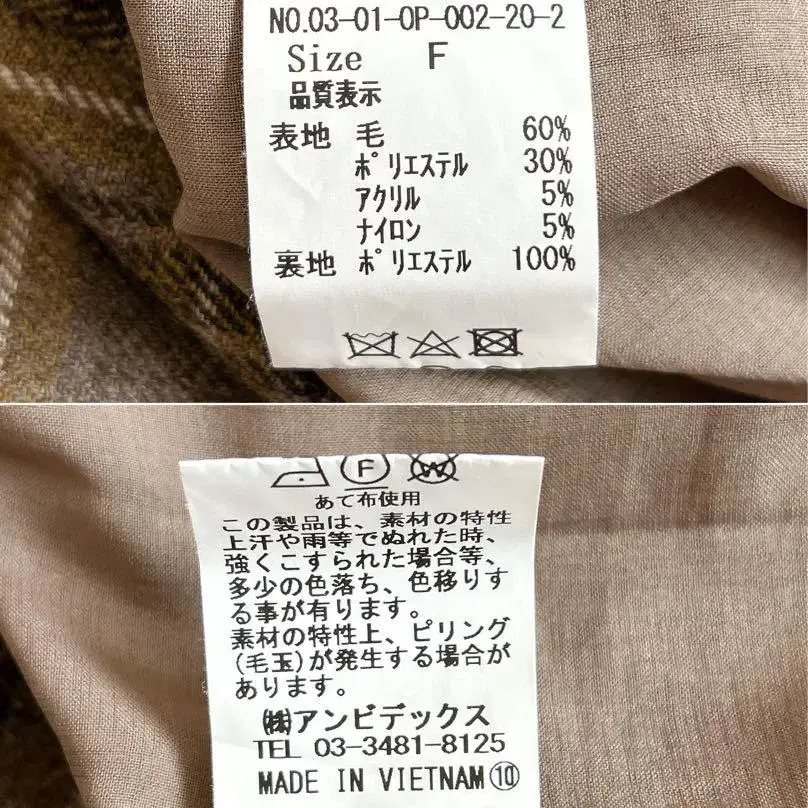 NO.03-01-OP-002-20-2
Size F
品質表示
表地 毛 60%
ポリエステル 30%
アクリル 5%
ナイロン 5%
裏地 ポリエステル 100%
F
W
あて布使用
この製品は、素材の特性
上汗や雨等でぬれた時、
強くこすられた場合等、
多少の色落ち、色移りす
る事が有ります。
素材の特性上、ピリング
(毛玉)が発生する場合が
あります。
㈱アンビデックス
TEL 03-3481-8125
MADE IN VIETNAM⑩